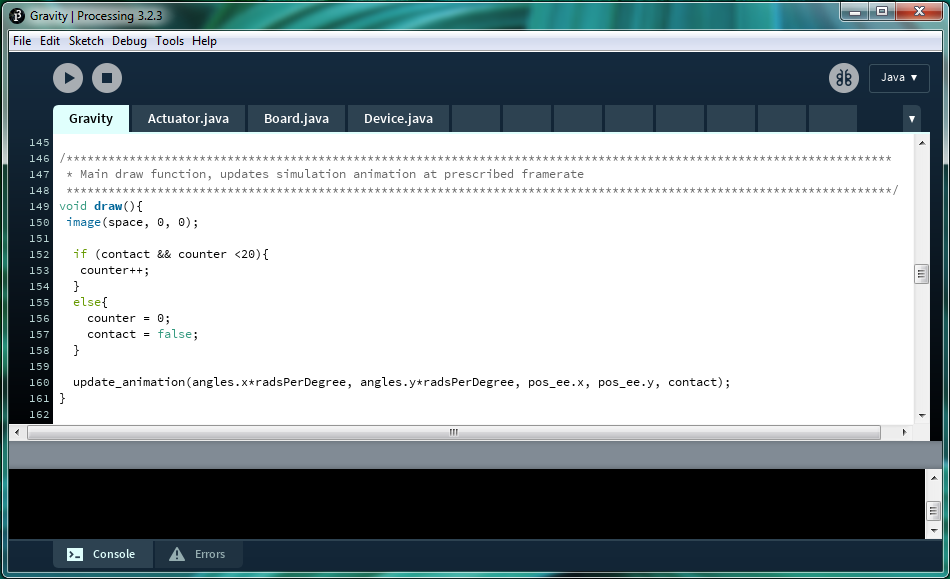 Gravity | Processing 3.2.3
File Edit Sketch Debug Tools Help
Java ▼
Gravity Actuator.java Board.java Device.java ▼
145
146 /**********************************************************************************************************************
147  * Main draw function, updates simulation animation at prescribed framerate
148  **********************************************************************************************************************/
149 void draw(){
150  image(space, 0, 0);
151
152   if (contact && counter <20){
153    counter++;
154   }
155   else{
156     counter = 0;
157     contact = false;
158   }
159
160   update_animation(angles.x*radsPerDegree, angles.y*radsPerDegree, pos_ee.x, pos_ee.y, contact);
161 }
162
Console Errors